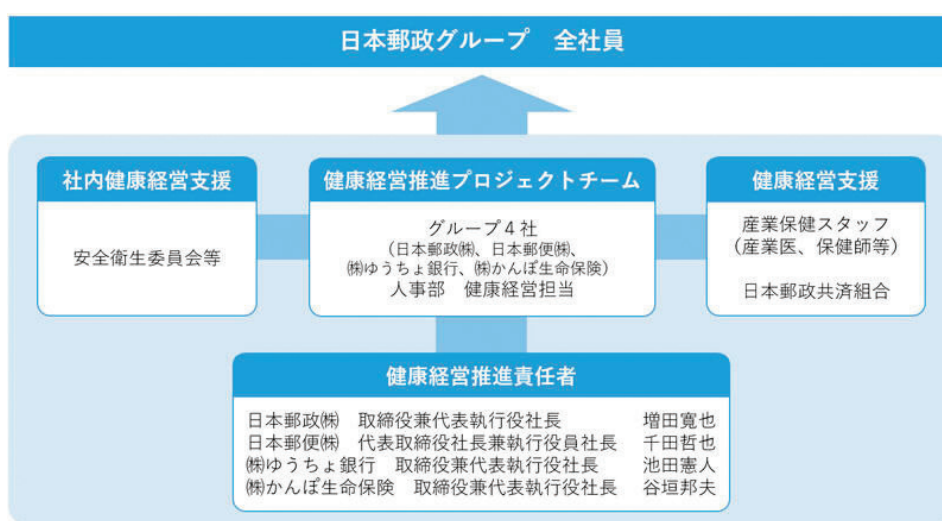 日本郵政グループ　全社員
社内健康経営支援
安全衛生委員会等
健康経営推進プロジェクトチーム
グループ４社
（日本郵政㈱、日本郵便㈱、
㈱ゆうちょ銀行、㈱かんぽ生命保険）
人事部　健康経営担当
健康経営支援
産業保健スタッフ
（産業医、保健師等）
日本郵政共済組合
健康経営推進責任者
日本郵政㈱　取締役兼代表執行役社長　増田寛也
日本郵便㈱　代表取締役社長兼執行役員社長　千田哲也
㈱ゆうちょ銀行　取締役兼代表執行役社長　池田憲人
㈱かんぽ生命保険　取締役兼代表執行役社長　谷垣邦夫